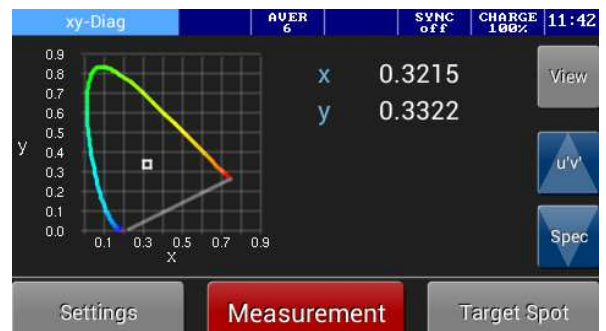 xy-Diag AVER 6 SYNC off CHARGE 100% 11:42
0.9
0.8
0.7
0.6
0.5
0.4
0.3
0.2
0.1
0.0
y
0.1 0.3 0.5 0.7 0.9
x
x 0.3215
y 0.3322
View
u'v'
Spec
Settings Measurement Target Spot